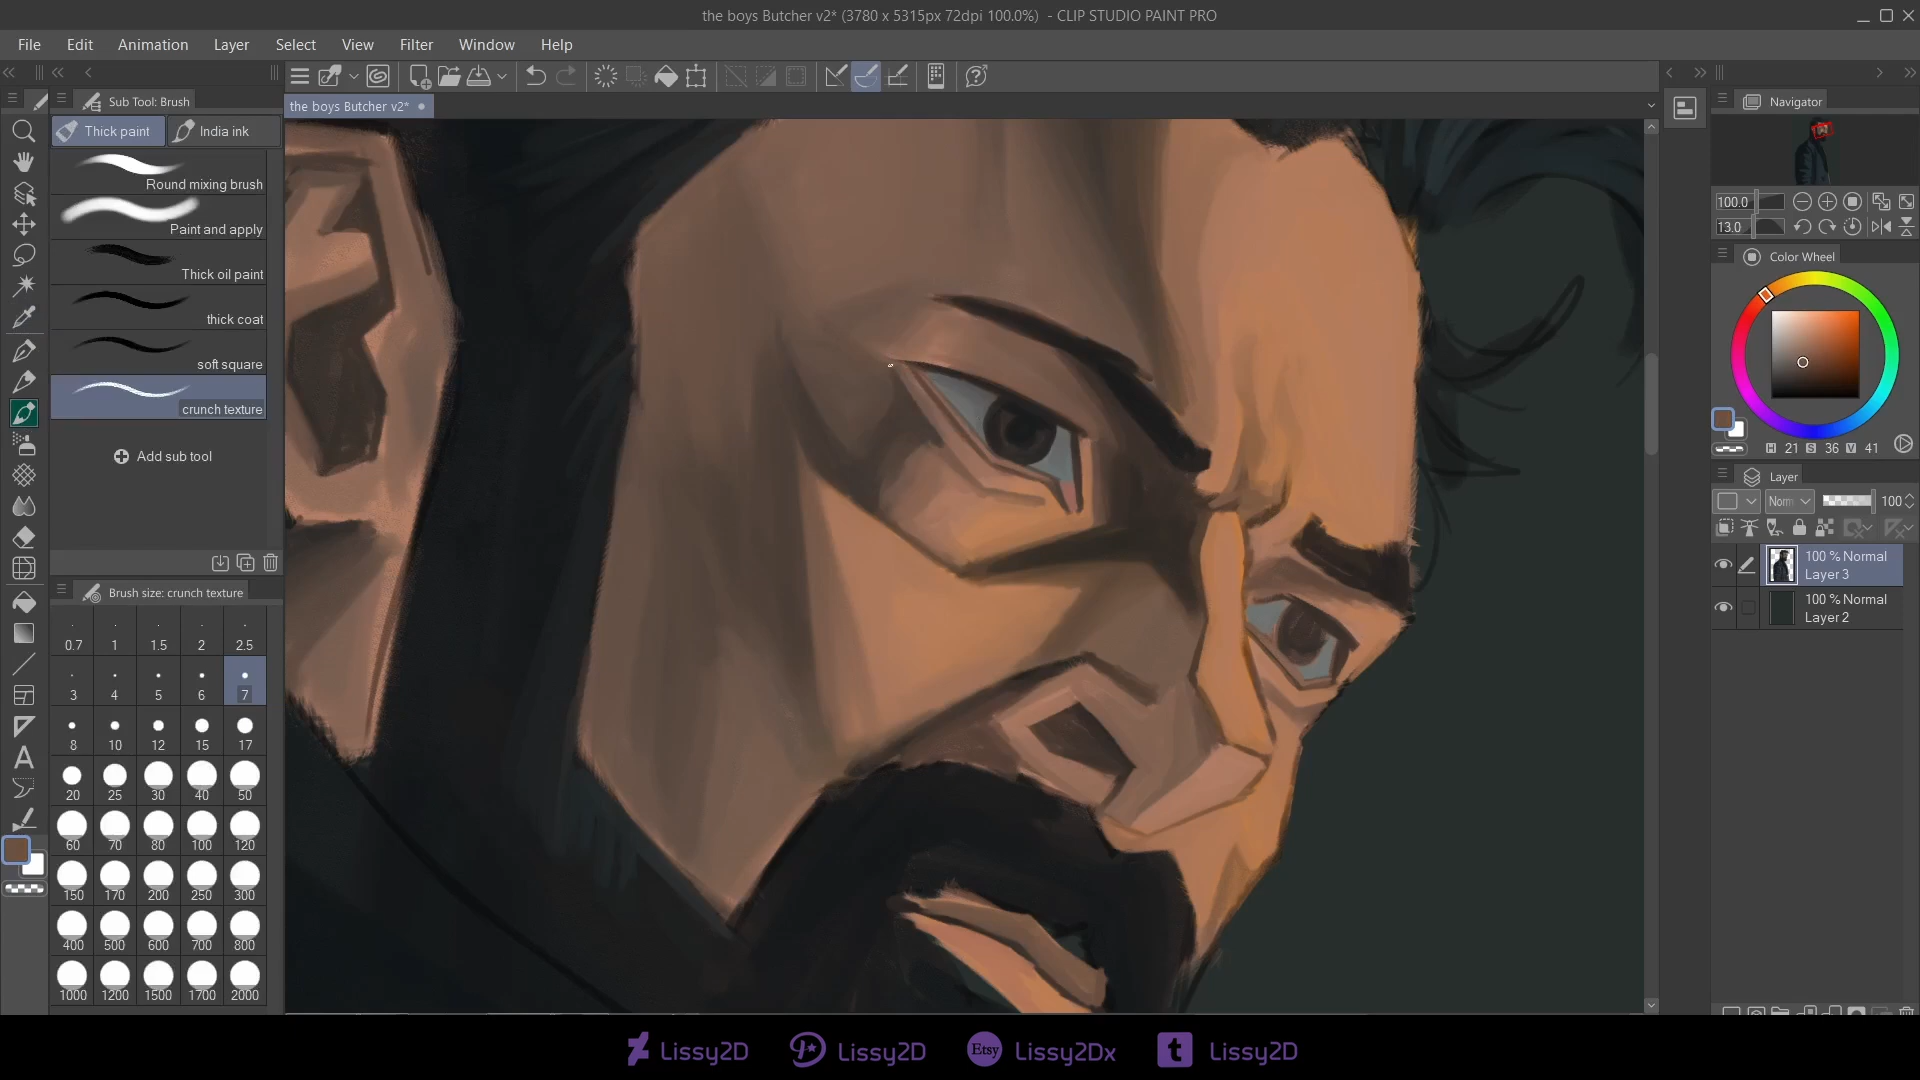 the boys Butcher v2* (3780 x 5315px 72dpi 100.0%)  - CLIP STUDIO PAINT PRO
File Edit Animation Layer Select View Filter Window Help
Sub Tool: Brush
the boys Butcher v2*
Navigator
Thick paint India ink
Round mixing brush
Paint and apply
Thick oil paint
thick coat
soft square
crunch texture
Add sub tool
Brush size: crunch texture
0.7 1 1.5 2 2.5
3 4 5 6 7
8 10 12 15 17
20 25 30 40 50
60 70 80 100 120
150 170 200 250 300
400 500 600 700 800
1000 1200 1500 1700 2000
100.0
13.0
Color Wheel
H 21 S 36 V 41
Layer
Norm 100
100 % Normal
Layer 3
100 % Normal
Layer 2
Lissy2D Lissy2D Etsy Lissy2Dx t Lissy2D